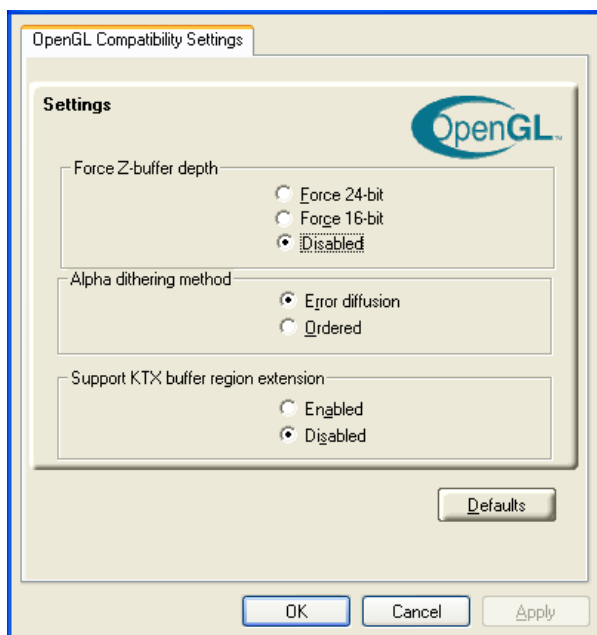 OpenGL Compatibility Settings
Settings
OpenGL™
Force Z-buffer depth
Force 24-bit
Force 16-bit
Disabled
Alpha dithering method
Error diffusion
Ordered
Support KTX buffer region extension
Enabled
Disabled
Defaults
OK
Cancel
Apply